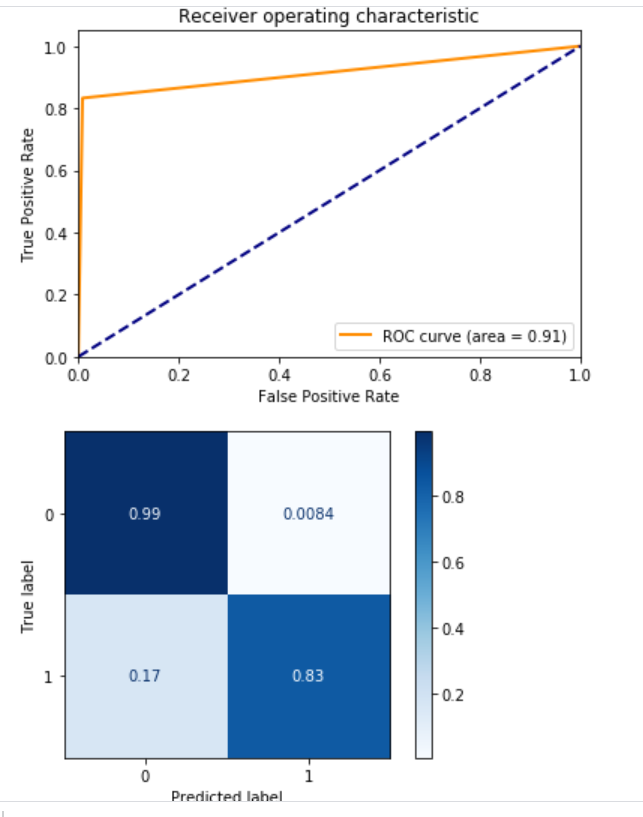 Receiver operating characteristic
1.0
0.8
0.6
0.4
0.2
0.0
True Positive Rate
ROC curve (area = 0.91)
0.0 0.2 0.4 0.6 0.8 1.0
False Positive Rate
True label
0 0.99 0.0084
1 0.17 0.83
0 1
Predicted label
0.8
0.6
0.4
0.2